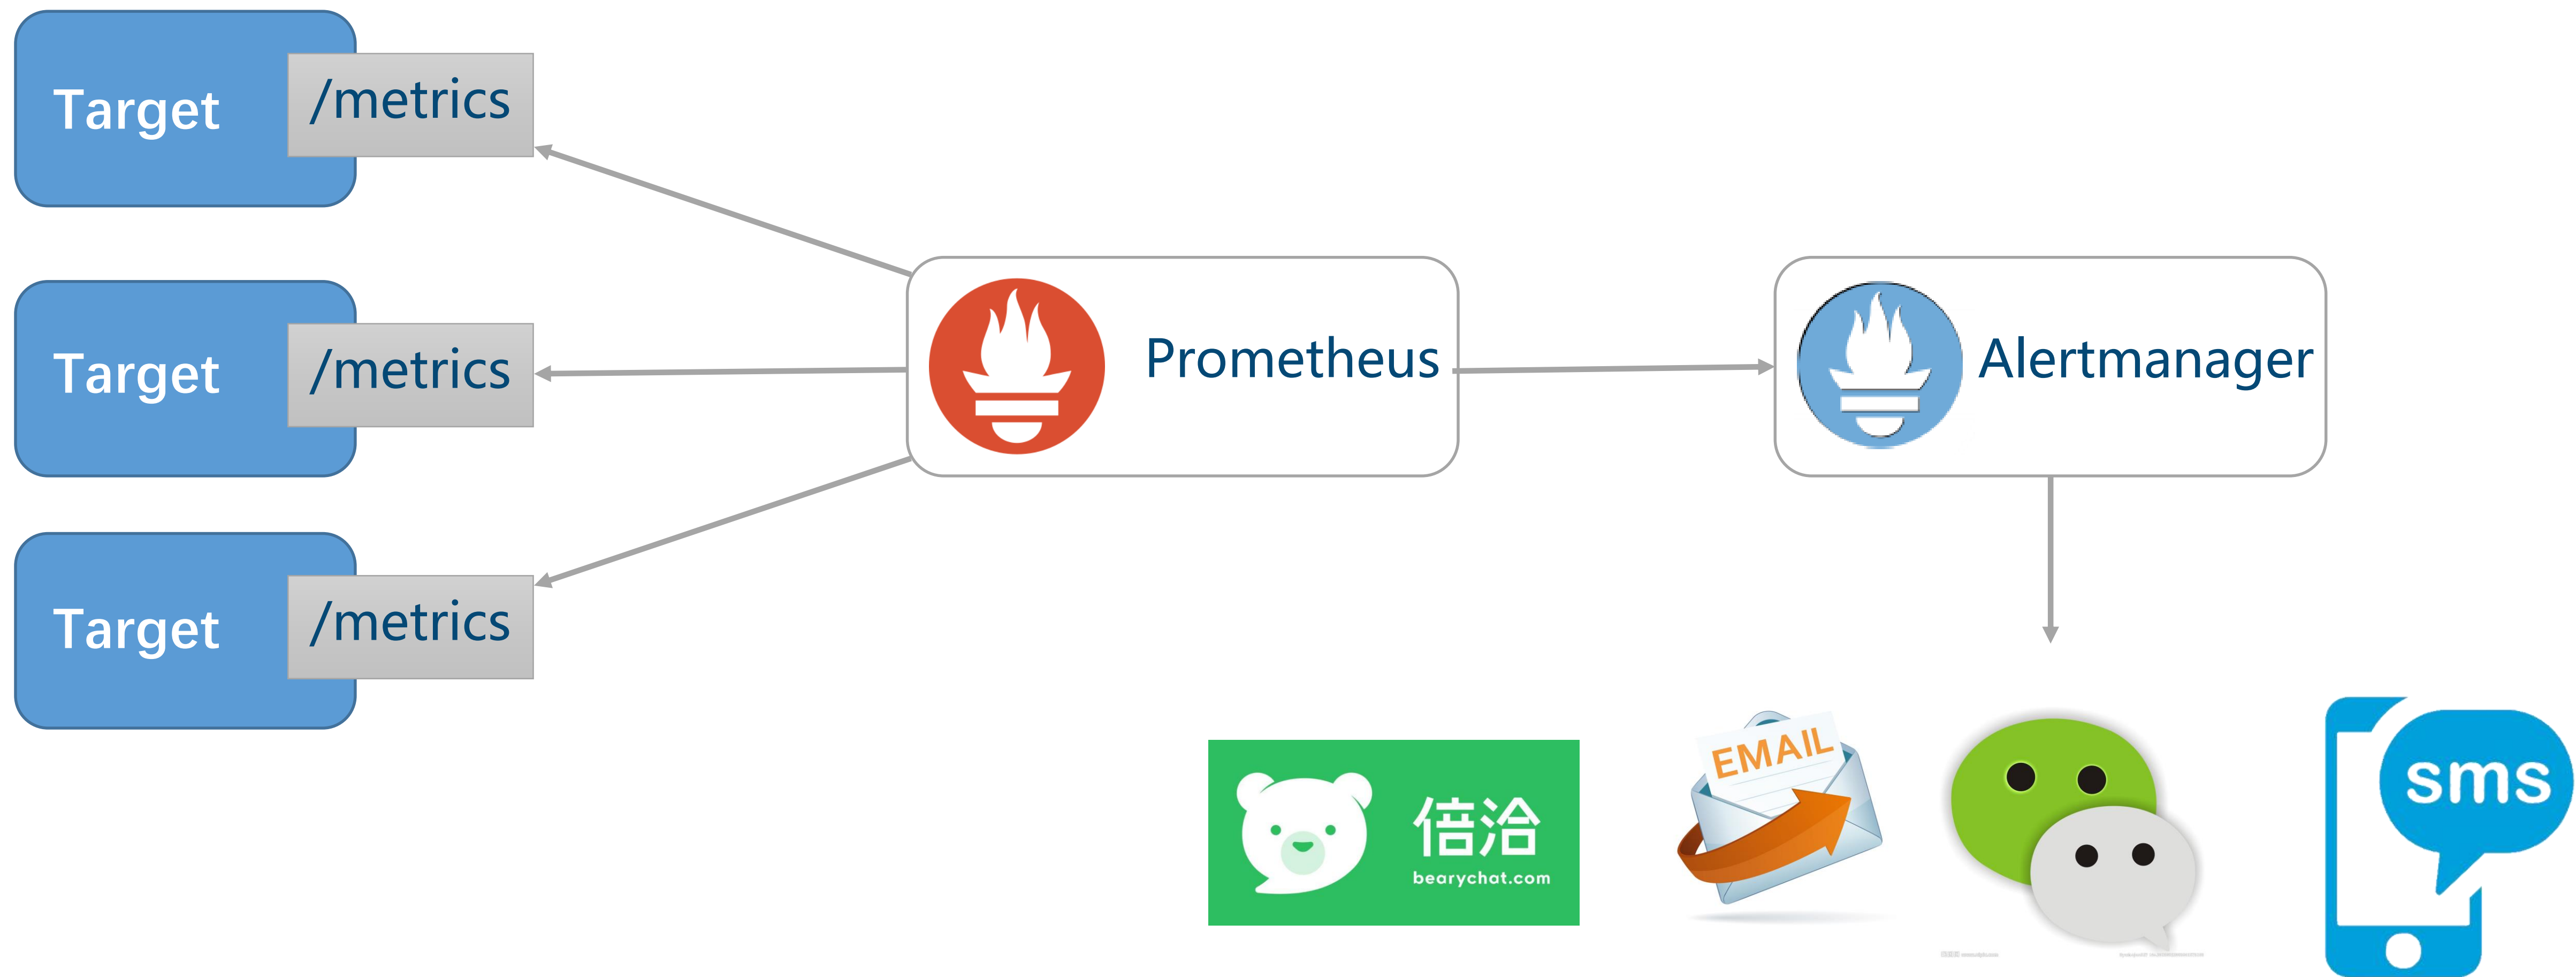 Target
/metrics
Target
/metrics
Prometheus
Alertmanager
Target
/metrics
倍洽
bearychat.com
EMAIL
sms